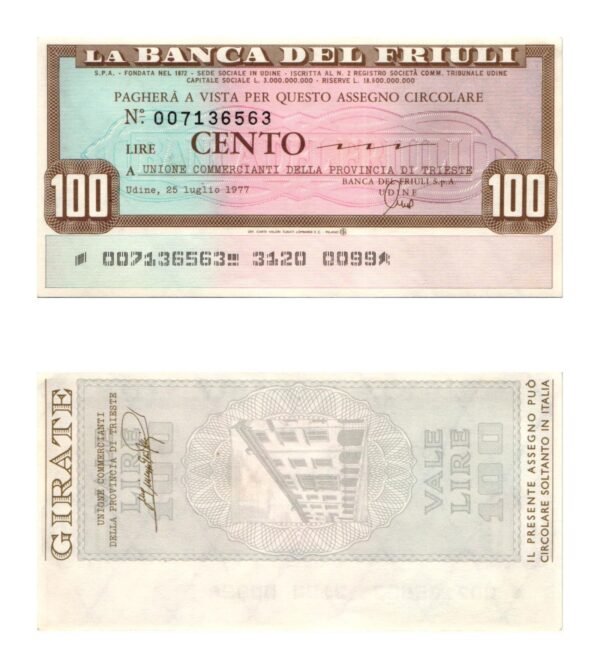 LA BANCA DEL FRIULI
S.P.A. - FONDATA NEL 1872 - SEDE SOCIALE IN UDINE - ISCRITTA AL N. 2 REGISTRO SOCIETÀ COMM. TRIBUNALE UDINE
CAPITALE SOCIALE L. 3.000.000.000 - RISERVE L. 18.600.000.000
PAGHERÀ A VISTA PER QUESTO ASSEGNO CIRCOLARE
No. 007136563
LIRE CENTO
A UNIONE COMMERCIANTI DELLA PROVINCIA DI TRIESTE
Udine, 25 luglio 1977
BANCA DEL FRIULI S.p.A.
UDINE
100 100
007136563 3120 0099
GIRATE
UNIONE COMMERCIANTI
DELLA PROVINCIA DI TRIESTE
LIRE
100
VALE
LIRE
100
IL PRESENTE ASSEGNO PUÒ
CIRCOLARE SOLTANTO IN ITALIA